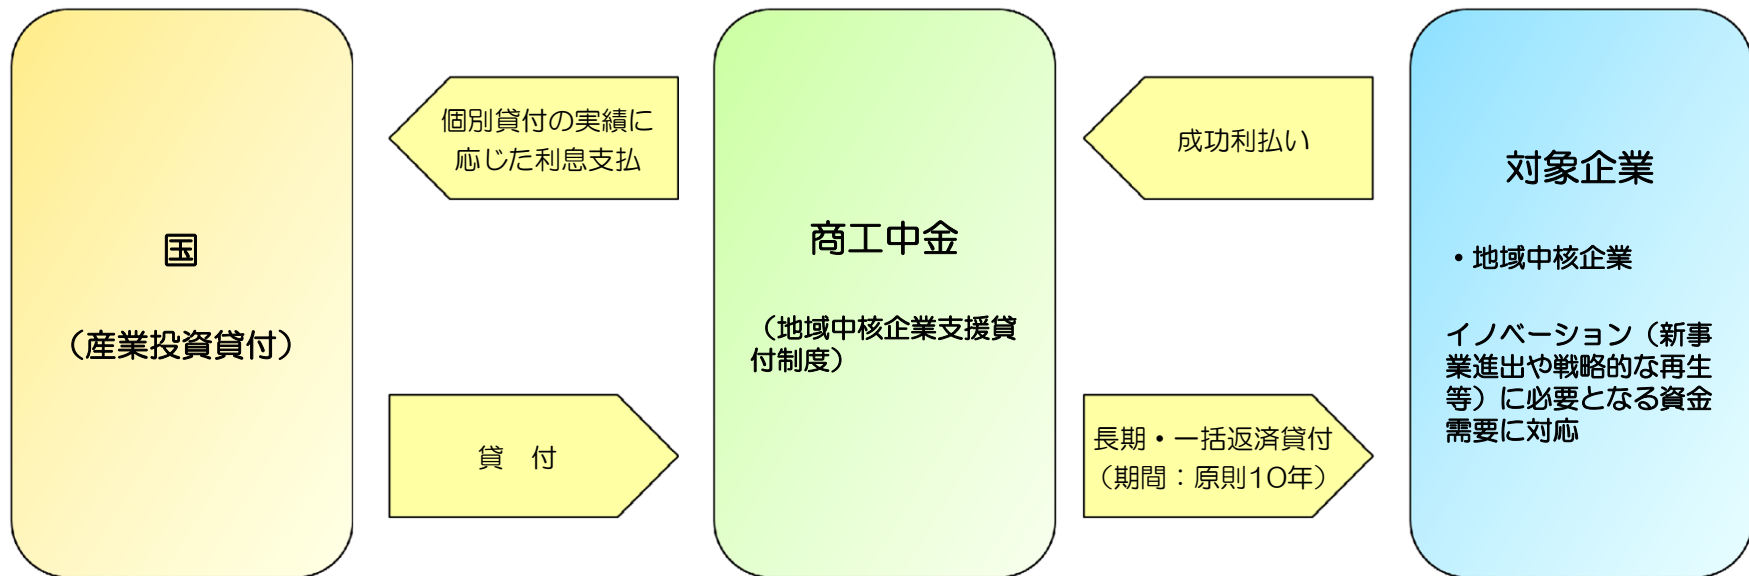 国
（産業投資貸付）
個別貸付の実績に
応じた利息支払
貸　付
商工中金
（地域中核企業支援貸
付制度）
成功利払い
長期・一括返済貸付
（期間：原則10年）
対象企業
・地域中核企業
イノベーション（新事
業進出や戦略的な再生
等）に必要となる資金
需要に対応